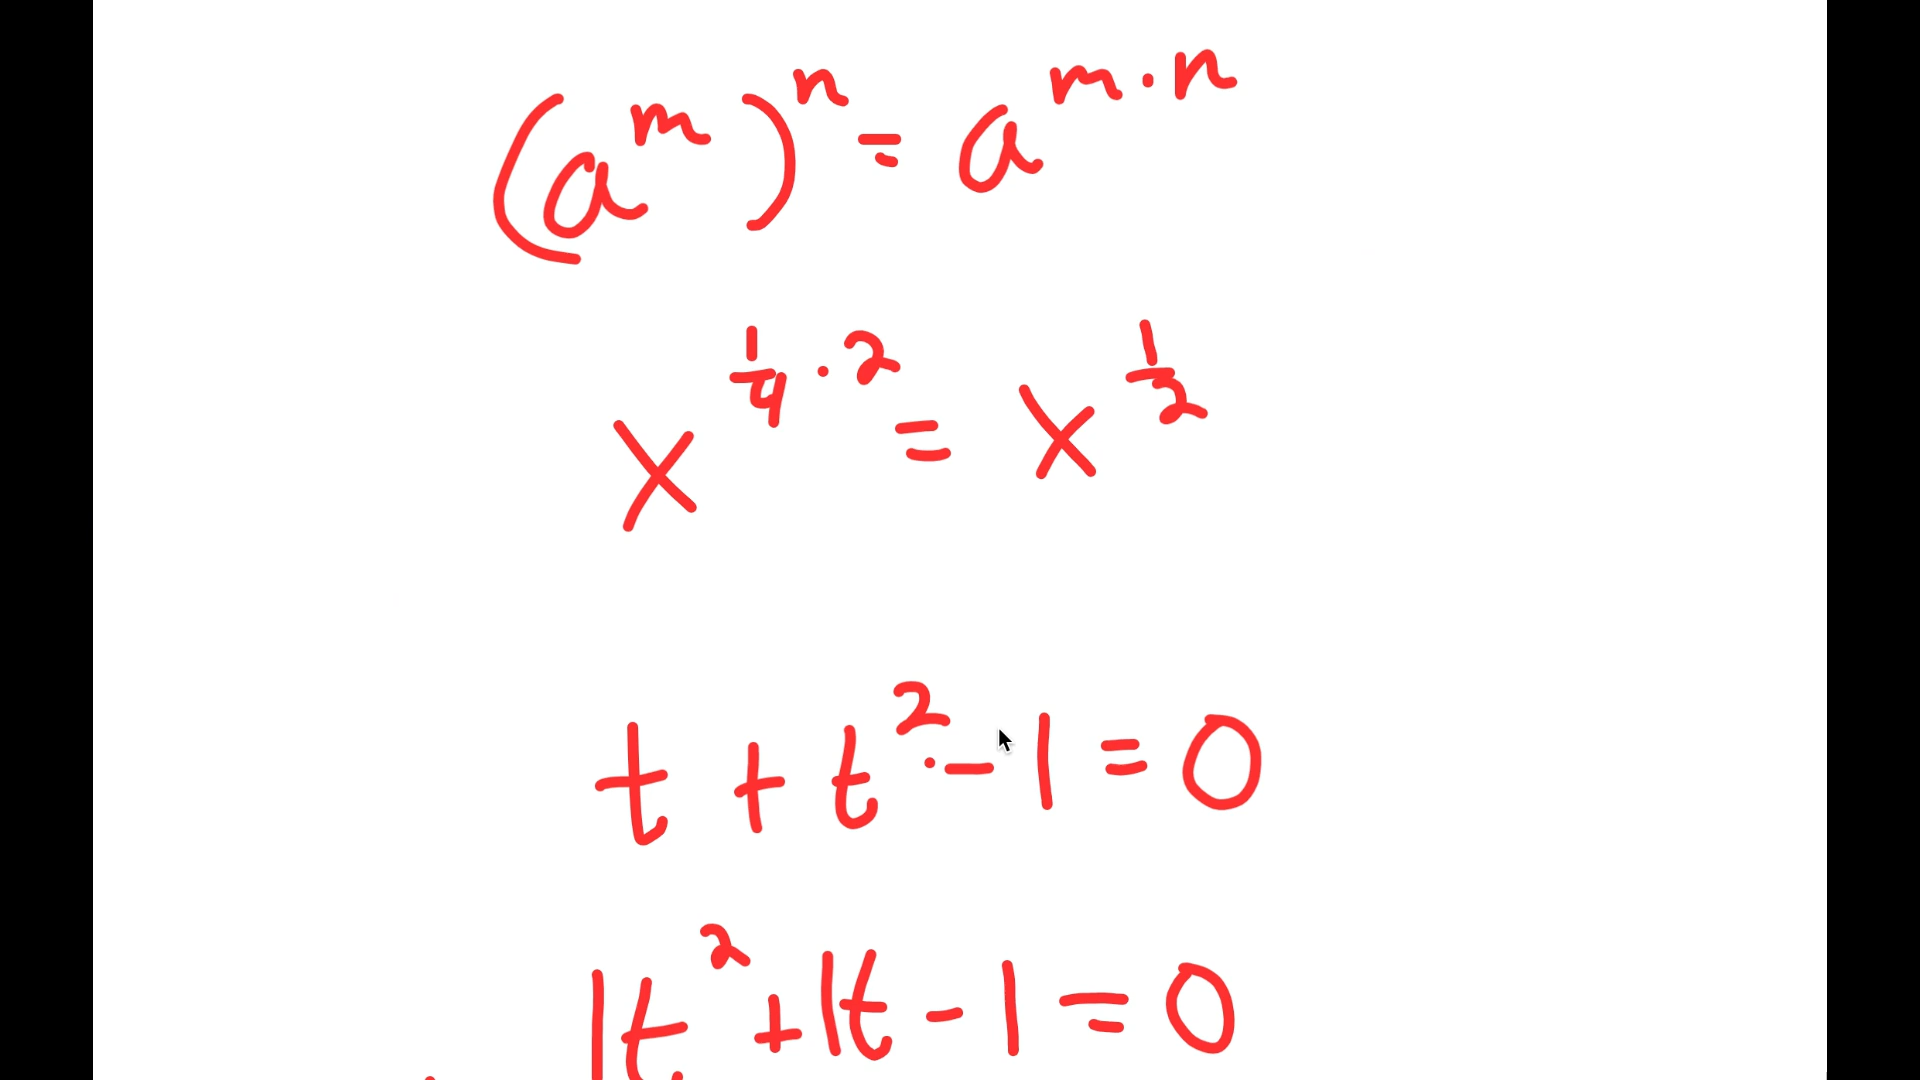 (a^m)^n = a^{m·n}
x^{1/4 · 2} = x^{1/2}
t + t^2 - 1 = 0
1t^2 + 1t - 1 = 0